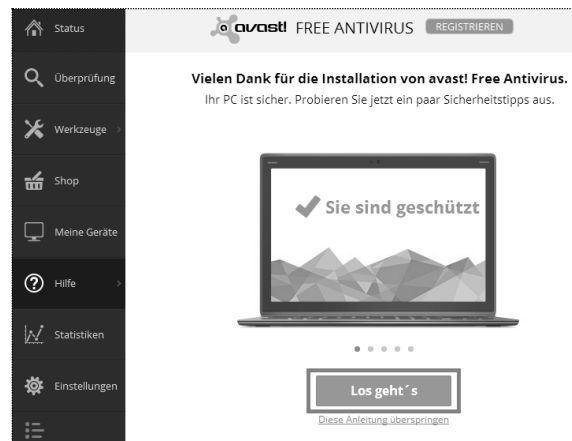 Status
Überprüfung
Werkzeuge
Shop
Meine Geräte
Hilfe
Statistiken
Einstellungen
avast! FREE ANTIVIRUS REGISTRIEREN
Vielen Dank für die Installation von avast! Free Antivirus.
Ihr PC ist sicher. Probieren Sie jetzt ein paar Sicherheitstipps aus.
Sie sind geschützt
Los geht´s
Diese Anleitung überspringen